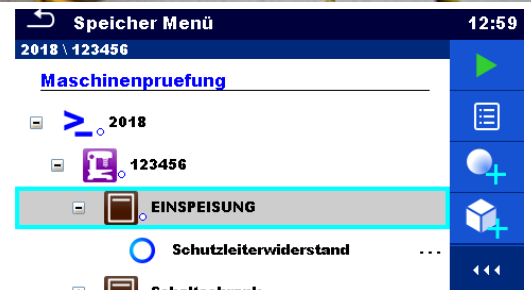 Speicher Menü 12:59
2018 \ 123456
Maschinenpruefung
2018
123456
EINSPEISUNG
Schutzleiterwiderstand ...